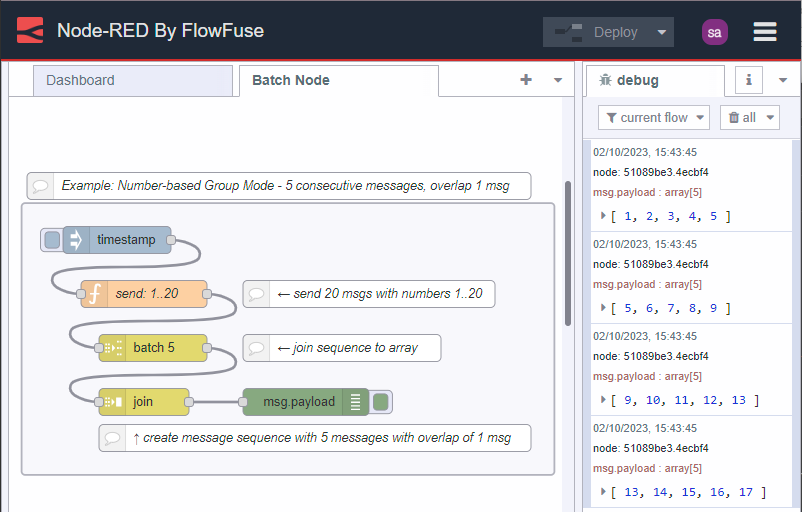 Node-RED By FlowFuse
Deploy
sa
Dashboard
Batch Node
debug
i
current flow
all
Example: Number-based Group Mode - 5 consecutive messages, overlap 1 msg
timestamp
send: 1..20
← send 20 msgs with numbers 1..20
batch 5
← join sequence to array
join
msg.payload
↑ create message sequence with 5 messages with overlap of 1 msg
02/10/2023, 15:43:45
node: 51089be3.4ecbf4
msg.payload : array[5]
[ 1, 2, 3, 4, 5 ]
02/10/2023, 15:43:45
node: 51089be3.4ecbf4
msg.payload : array[5]
[ 5, 6, 7, 8, 9 ]
02/10/2023, 15:43:45
node: 51089be3.4ecbf4
msg.payload : array[5]
[ 9, 10, 11, 12, 13 ]
02/10/2023, 15:43:45
node: 51089be3.4ecbf4
msg.payload : array[5]
[ 13, 14, 15, 16, 17 ]